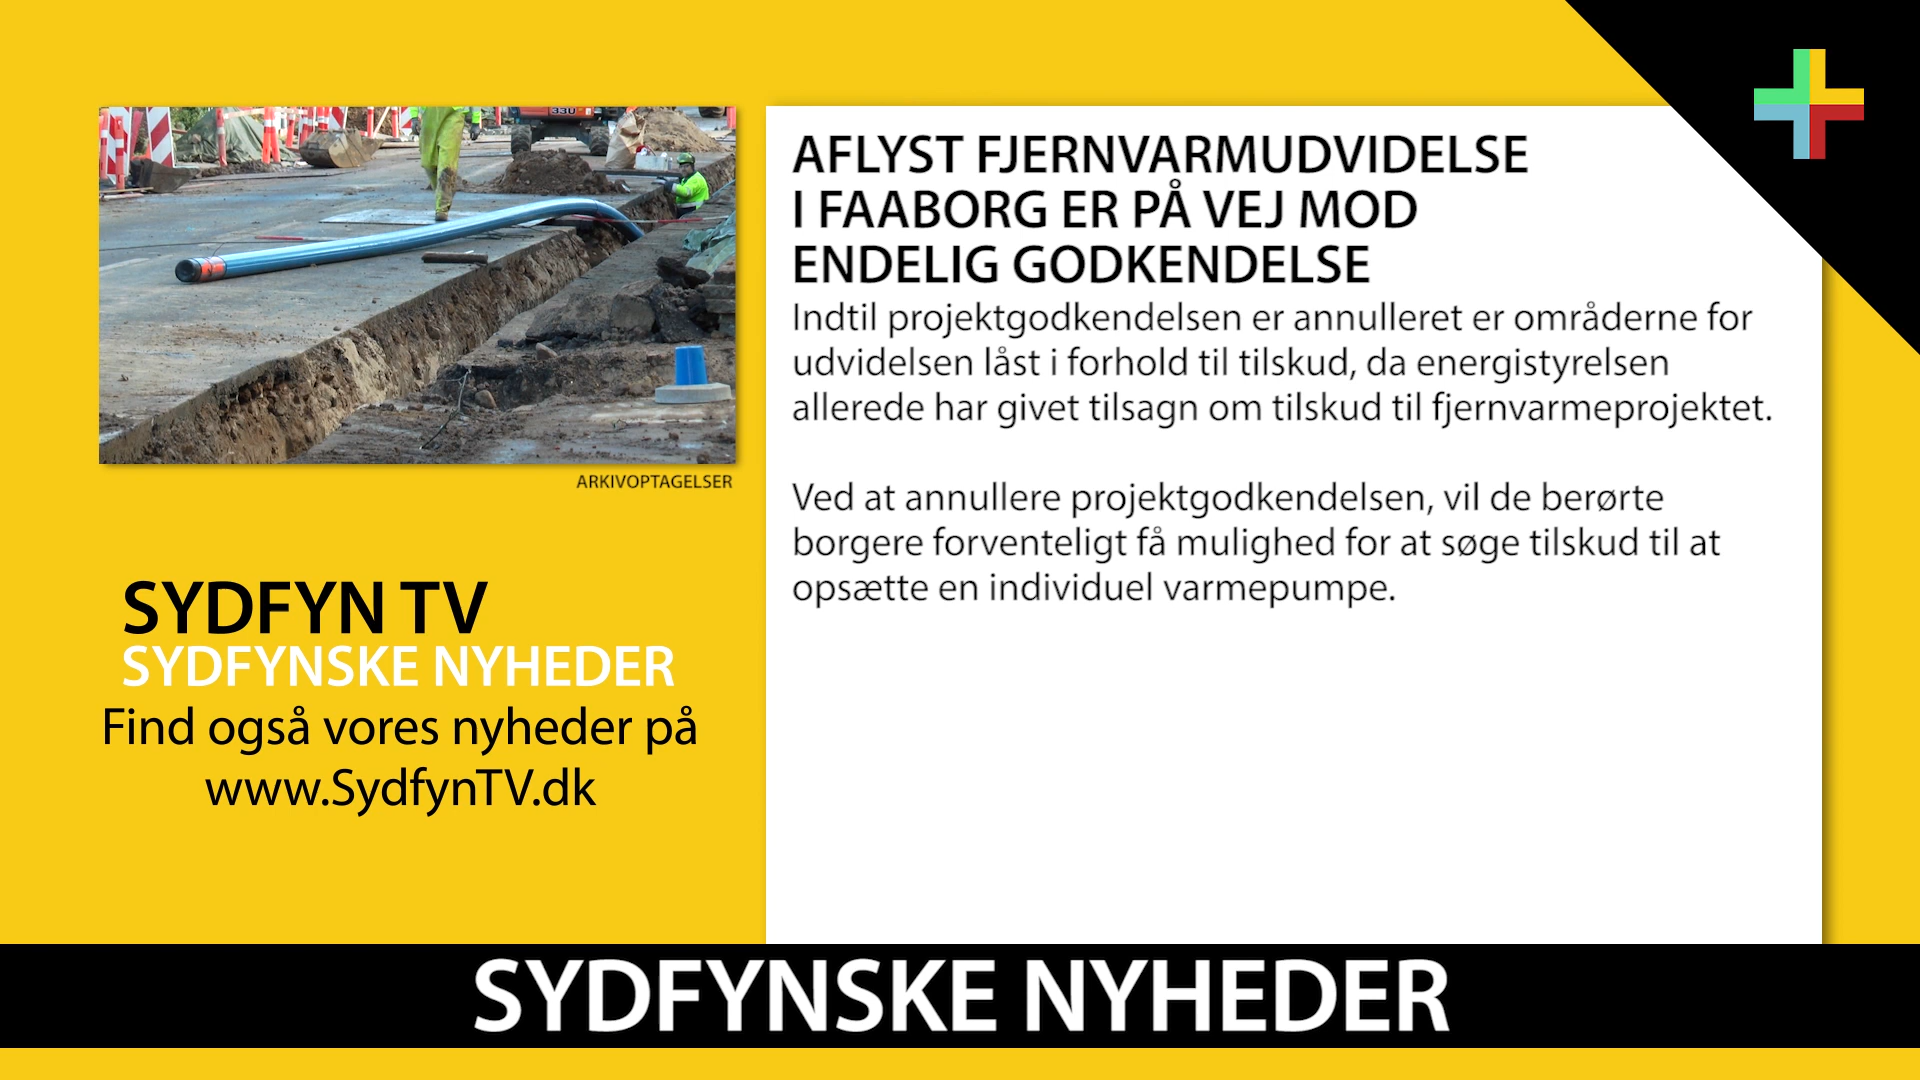 330
ARKIVOPTAGELSER
SYDFYN TV
SYDFYNSKE NYHEDER
Find også vores nyheder på
www.SydfynTV.dk
AFLYST FJERNVARMUDVIDELSE
I FAABORG ER PÅ VEJ MOD
ENDELIG GODKENDELSE
Indtil projektgodkendelsen er annulleret er områderne for
udvidelsen låst i forhold til tilskud, da energistyrelsen
allerede har givet tilsagn om tilskud til fjernvarmeprojektet.
Ved at annullere projektgodkendelsen, vil de berørte
borgere forventeligt få mulighed for at søge tilskud til at
opsætte en individuel varmepumpe.
SYDFYNSKE NYHEDER